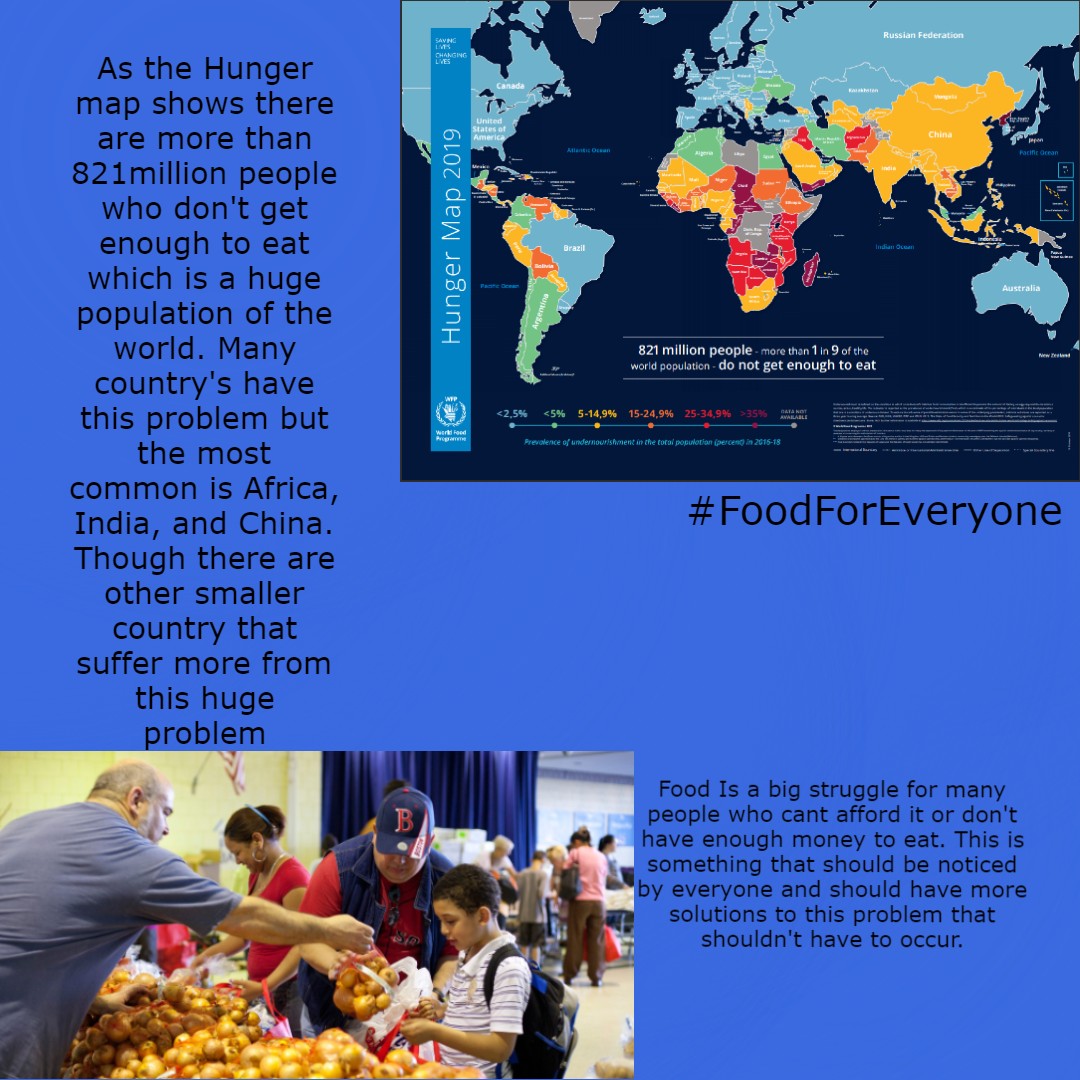 As the Hunger
map shows there
are more than
821million people
who don't get
enough to eat
which is a huge
population of the
world. Many
country's have
this problem but
the most
common is Africa,
India, and China.
Though there are
other smaller
country that
suffer more from
this huge
problem
SAVING
LIVES
CHANGING
LIVES
Hunger Map 2019
WFP
World Food
Programme
Russian Federation
Canada
United
States of
America
Kazakhstan
Mongolia
China
Japan
Atlantic Ocean
Pacific Ocean
Mexico
Algeria
Libya
India
Philippines
Brazil
Bolivia
Argentina
Pacific Ocean
Indian Ocean
Indonesia
Papua
New Guinea
Australia
New Zealand
821 million people - more than 1 in 9 of the
world population - do not get enough to eat
<2,5% <5% 5-14,9% 15-24,9% 25-34,9% >35% DATA NOT
AVAILABLE
Prevalence of undernourishment in the total population (percent) in 2016-18
#FoodForEveryone
B
Food Is a big struggle for many
people who cant afford it or don't
have enough money to eat. This is
something that should be noticed
by everyone and should have more
solutions to this problem that
shouldn't have to occur.